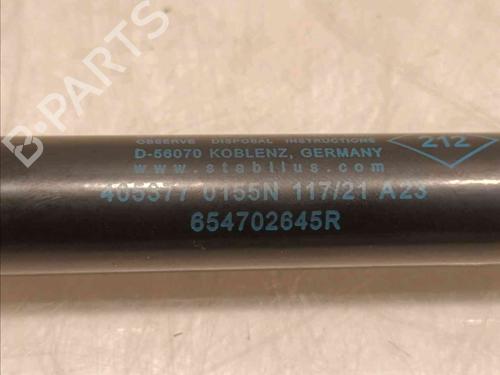 OBSERVE DISPOSAL INSTRUCTIONS
D-56070 KOBLENZ, GERMANY
www.stabilus.com
212
405377 0155N 117/21 A23
654702645R
B-PARTS